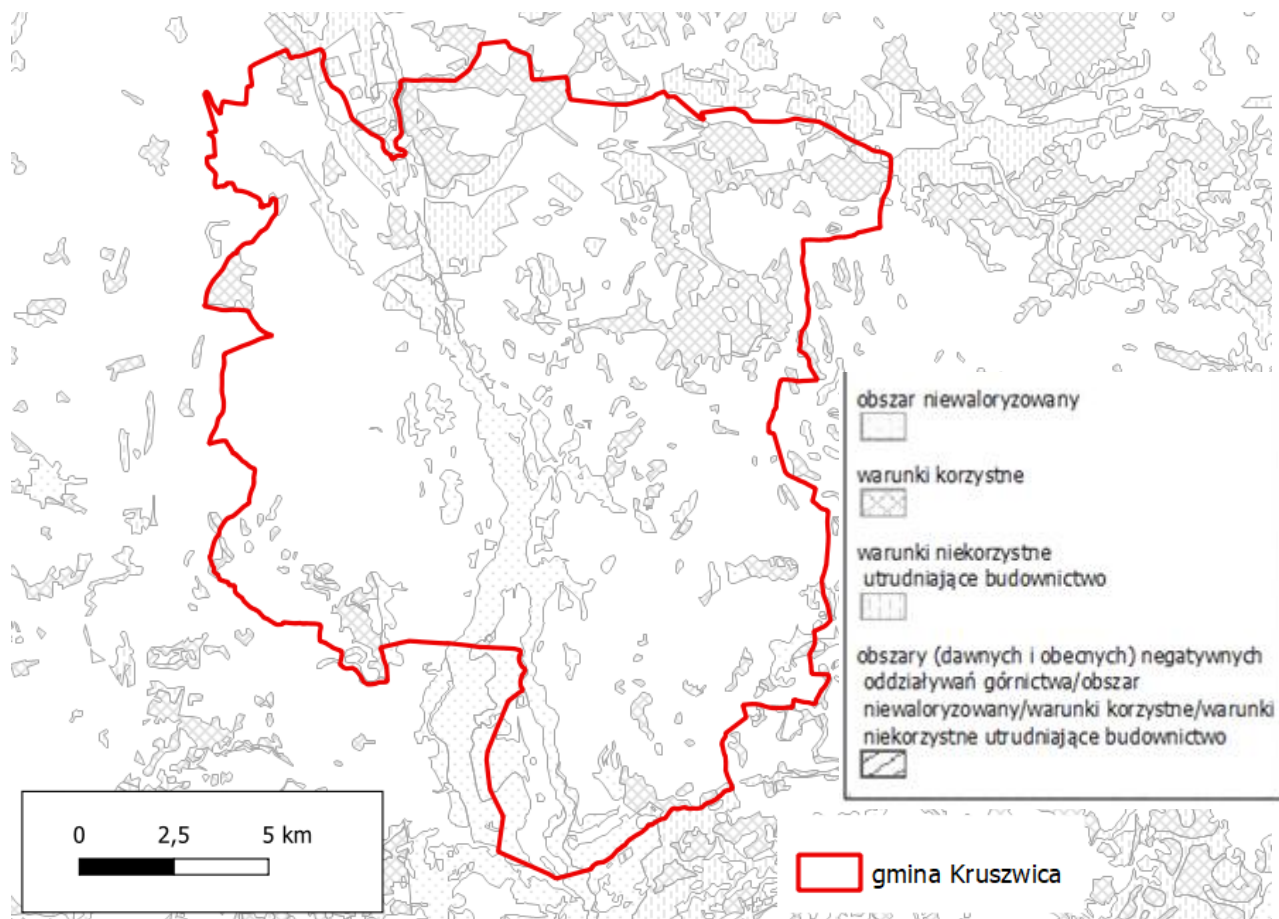 obszar niewaloryzowany
warunki korzystne
warunki niekorzystne
utrudniające budownictwo
obszary (dawnych i obecnych) negatywnych
oddziaływań górnictwa/obszar
niewaloryzowany/warunki korzystne/warunki
niekorzystne utrudniające budownictwo
0 2,5 5 km
gmina Kruszwica